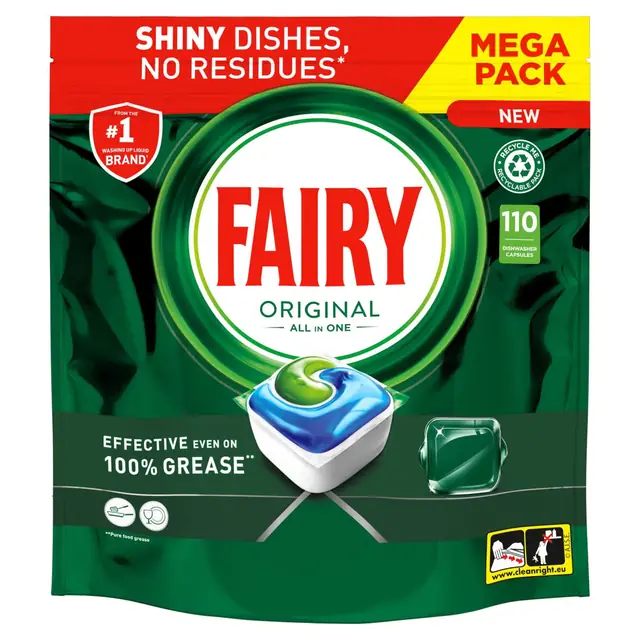 SHINY DISHES,
NO RESIDUES*
MEGA
PACK
NEW
FROM THE
#1
WASHING UP LIQUID
BRAND*
RECYCLE ME
RECYCLABLE PACK
110
DISHWASHER
CAPSULES
FAIRY
ORIGINAL
ALL IN ONE
EFFECTIVE EVEN ON
100% GREASE**
**Pure food grease
www.cleanright.eu
©A.I.S.E.